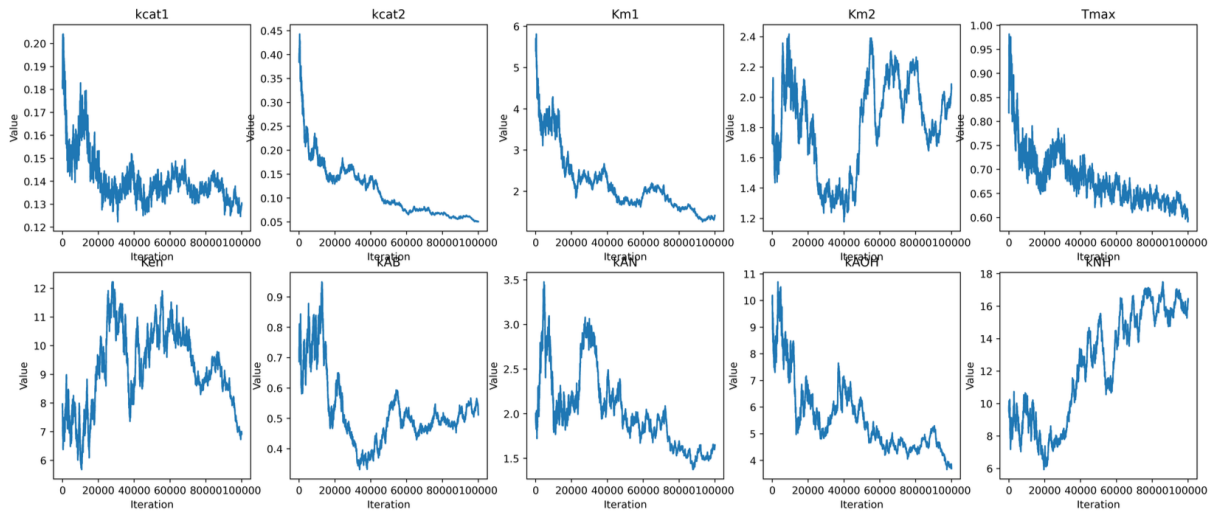 kcat1 kcat2 Km1 Km2 Tmax
0.20 0.19 0.18 0.17 0.16 0.15 0.14 0.13 0.12
Value
0 20000 40000 60000 80000 100000
Iteration
0.45 0.40 0.35 0.30 0.25 0.20 0.15 0.10 0.05
Value
0 20000 40000 60000 80000 100000
Iteration
6 5 4 3 2
Value
0 20000 40000 60000 80000 100000
Iteration
2.4 2.2 2.0 1.8 1.6 1.4 1.2
Value
0 20000 40000 60000 80000 100000
Iteration
1.00 0.95 0.90 0.85 0.80 0.75 0.70 0.65 0.60
Value
0 20000 40000 60000 80000 100000
Iteration
Ken kAB kAN kAOH kNH
12 11 10 9 8 7 6
Value
0 20000 40000 60000 80000 100000
Iteration
0.9 0.8 0.7 0.6 0.5 0.4
Value
0 20000 40000 60000 80000 100000
Iteration
3.5 3.0 2.5 2.0 1.5
Value
0 20000 40000 60000 80000 100000
Iteration
11 10 9 8 7 6 5 4
Value
0 20000 40000 60000 80000 100000
Iteration
18 16 14 12 10 8 6
Value
0 20000 40000 60000 80000 100000
Iteration